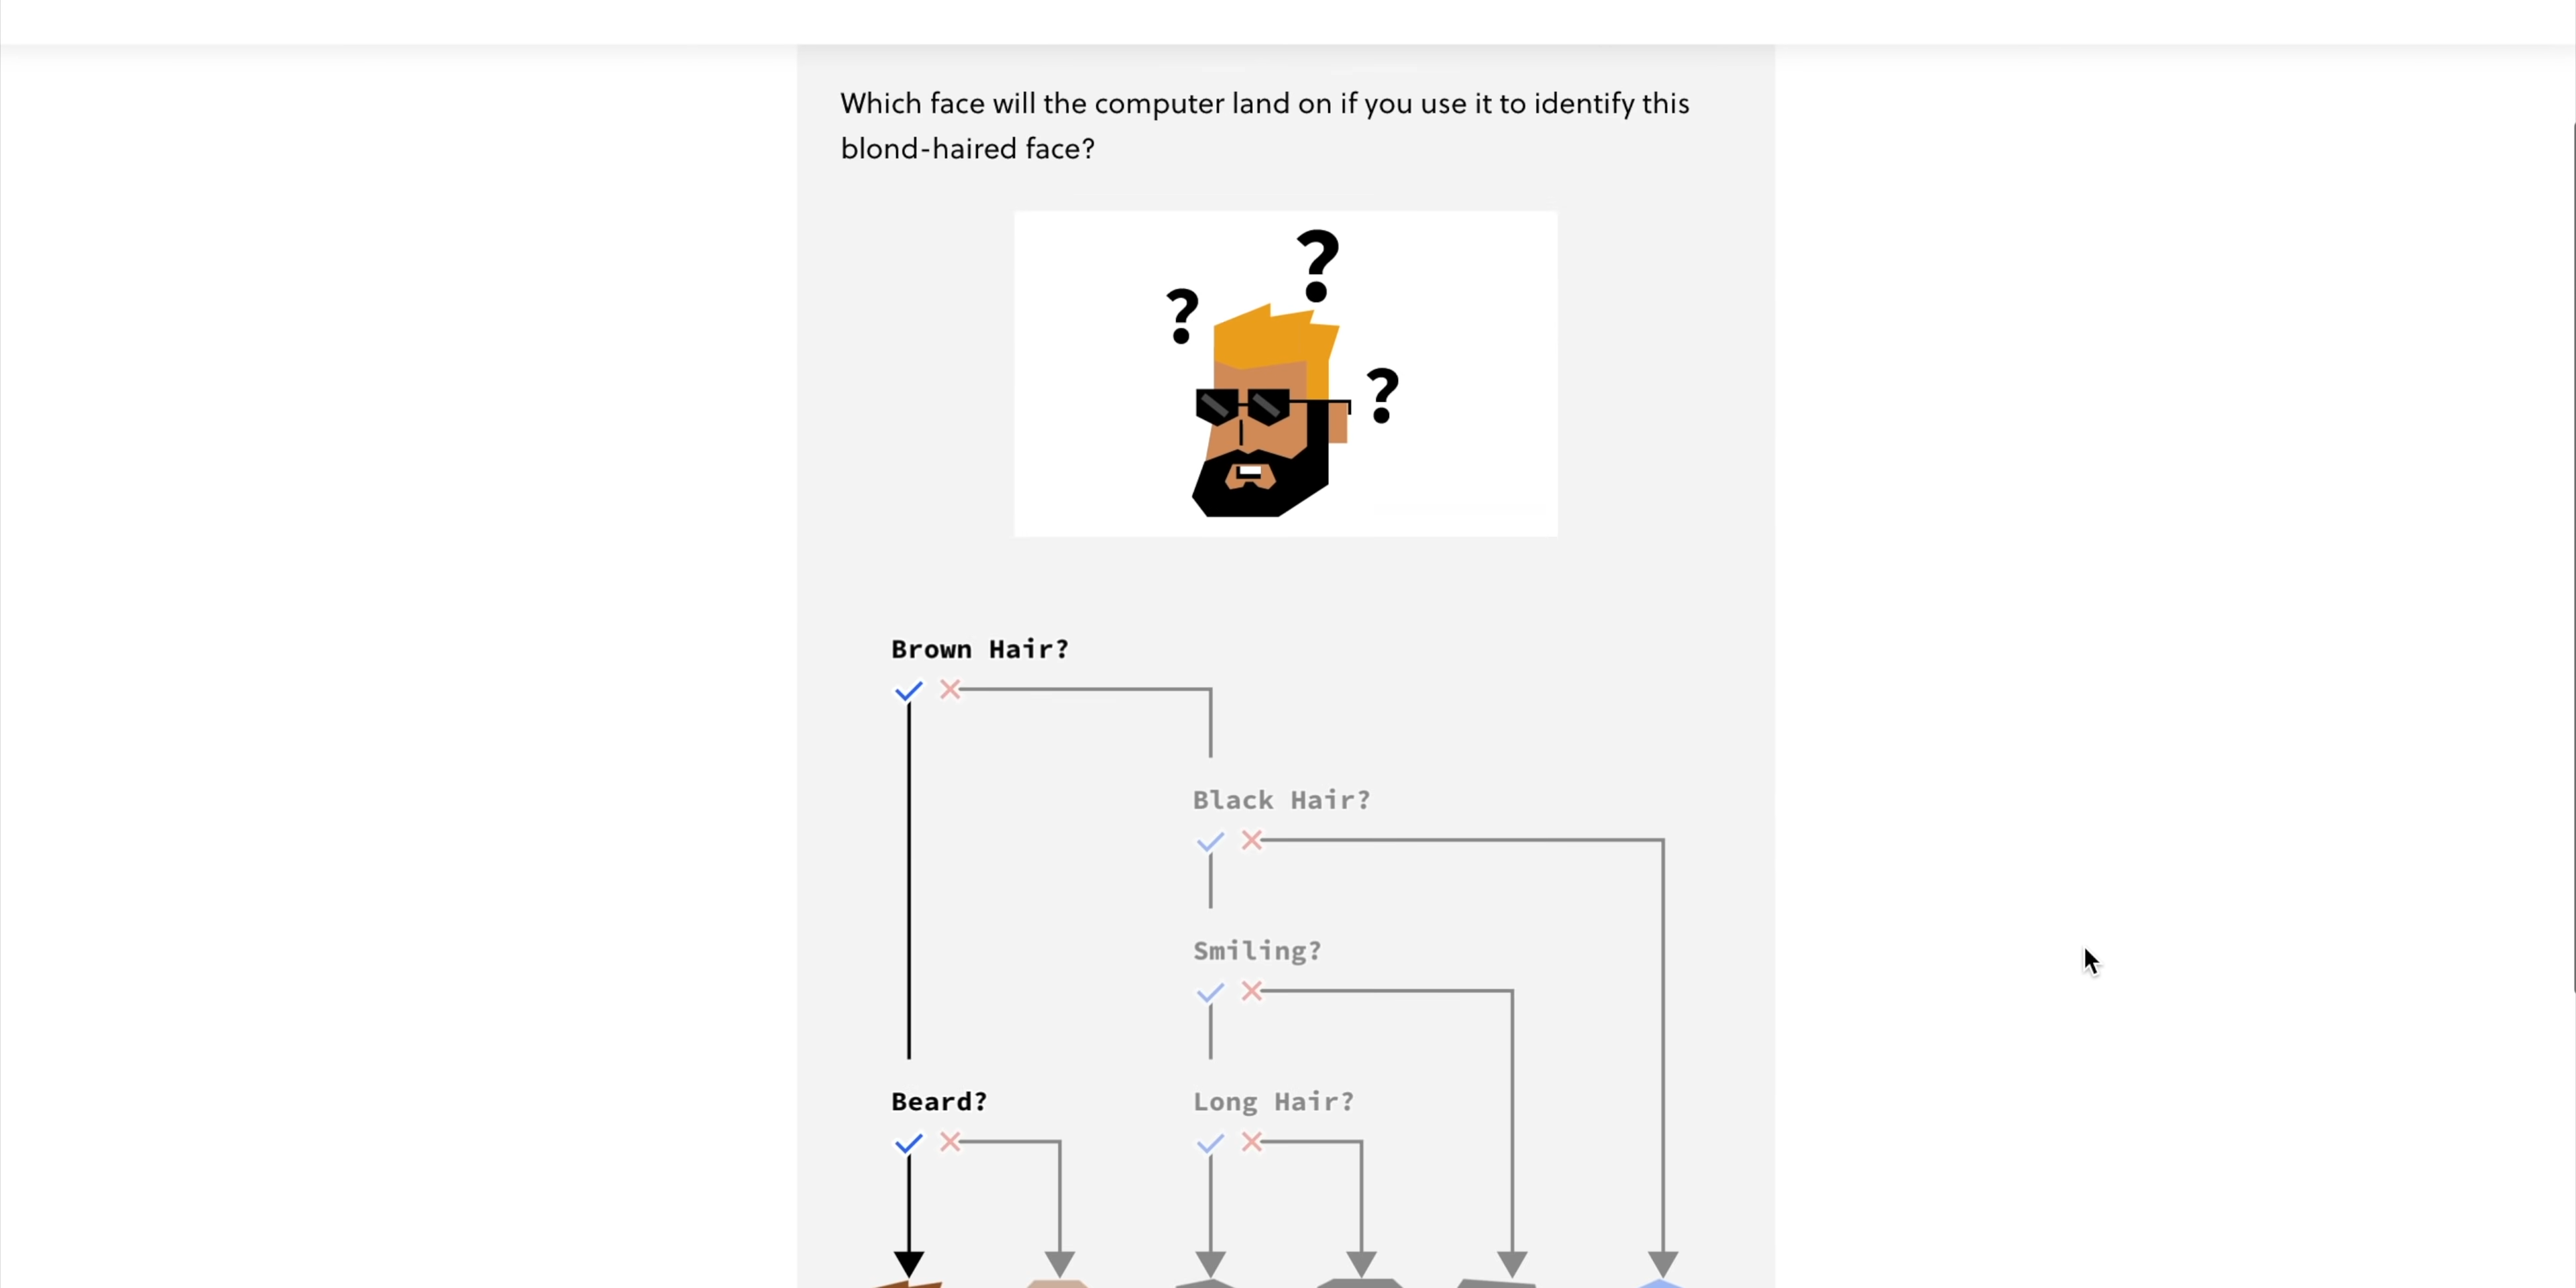 Which face will the computer land on if you use it to identify this
blond-haired face?
?
?
?
Brown Hair?
Black Hair?
Smiling?
Beard?
Long Hair?